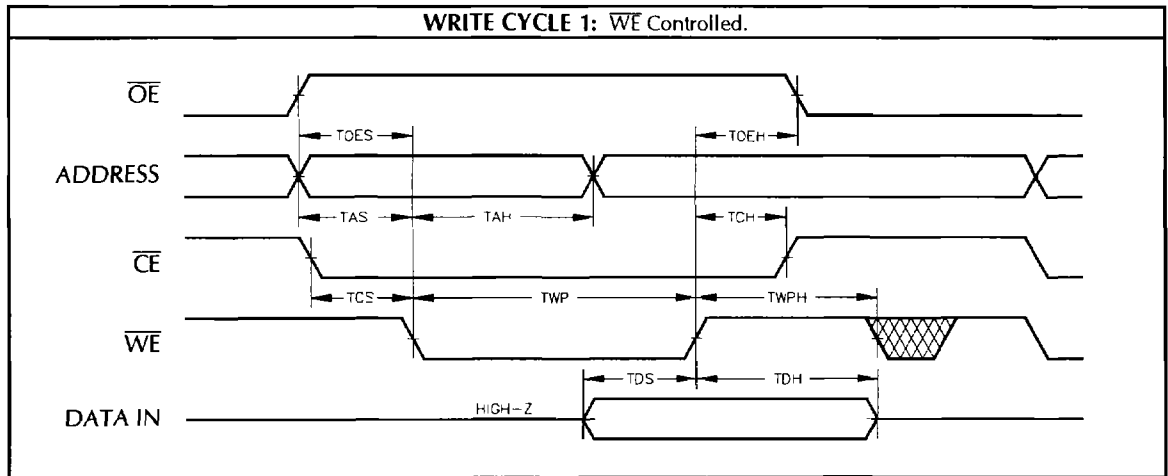 WRITE CYCLE 1: WE Controlled.
OE
TOES
TOEH
ADDRESS
TAS
TAH
TCH
CE
TCS
TWP
TWPH
WE
TDS
TDH
DATA IN
HIGH-Z